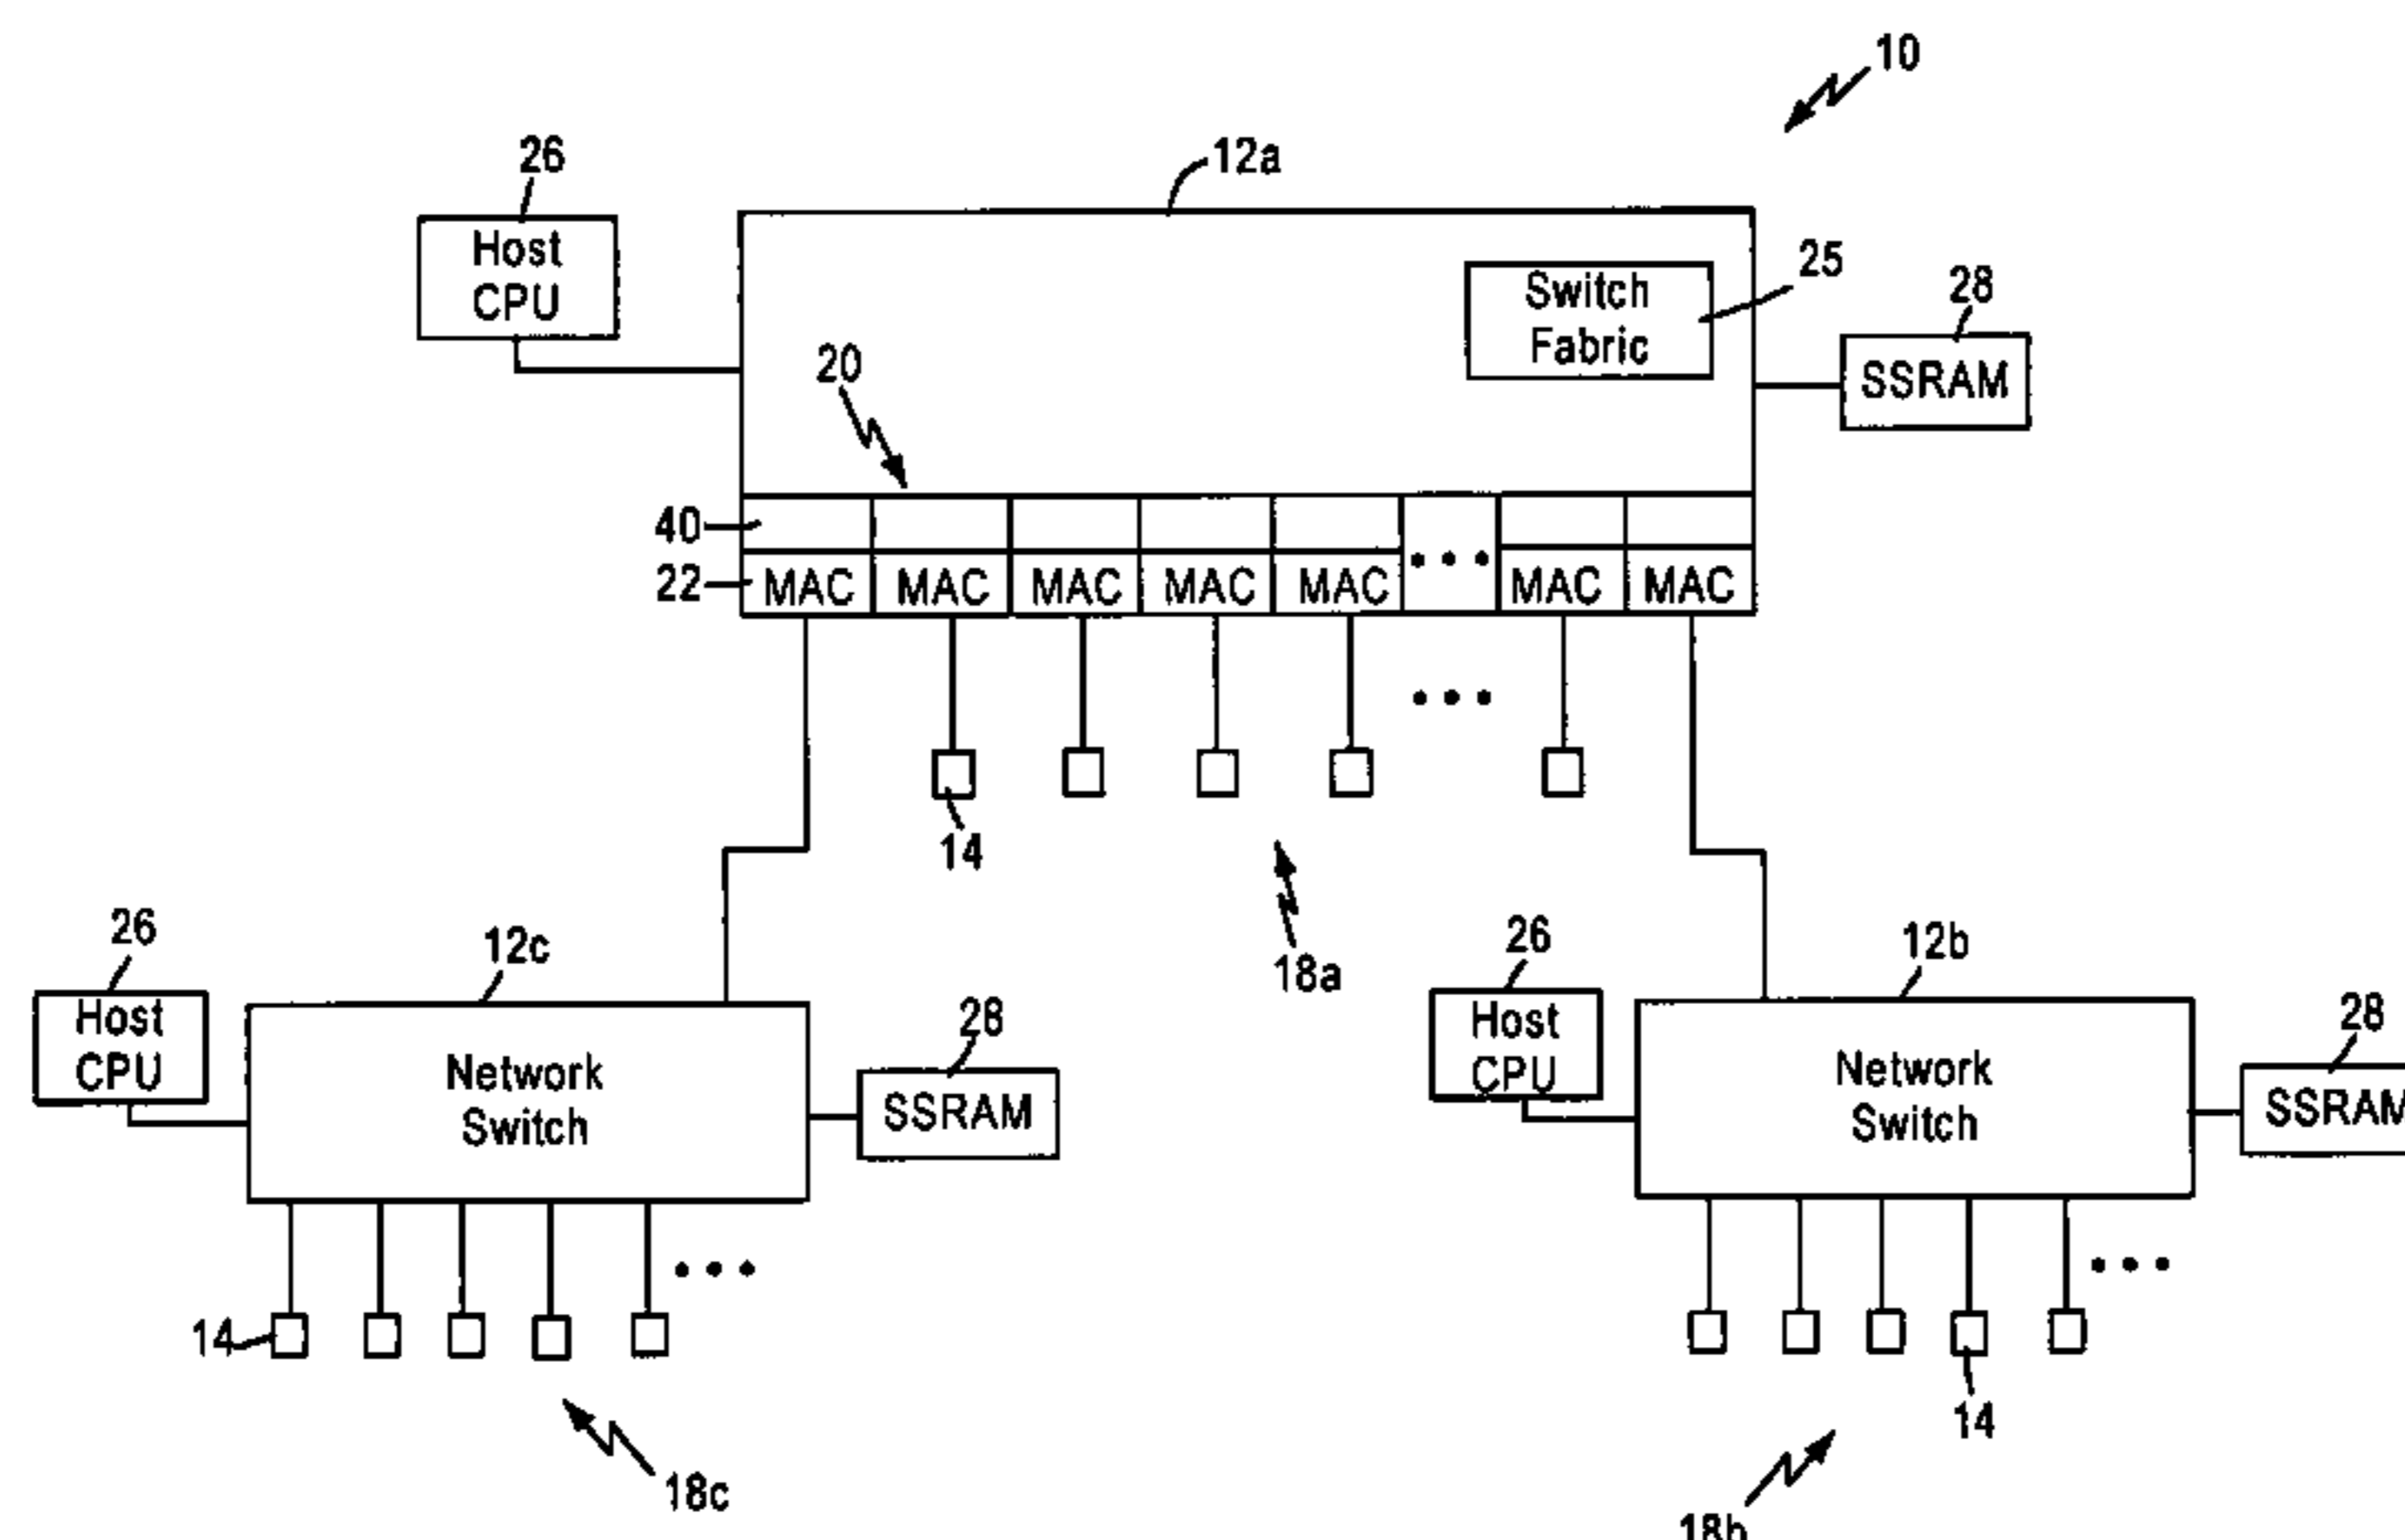 10
26
12a
Host
CPU
25
Switch
Fabric
28
SSRAM
20
40
22
MAC MAC MAC MAC MAC ... MAC MAC
...
14
18a
26
12c
Host
CPU
Network
Switch
28
SSRAM
26
12b
Host
CPU
Network
Switch
28
SSRAM
...
...
14
14
18c
18b